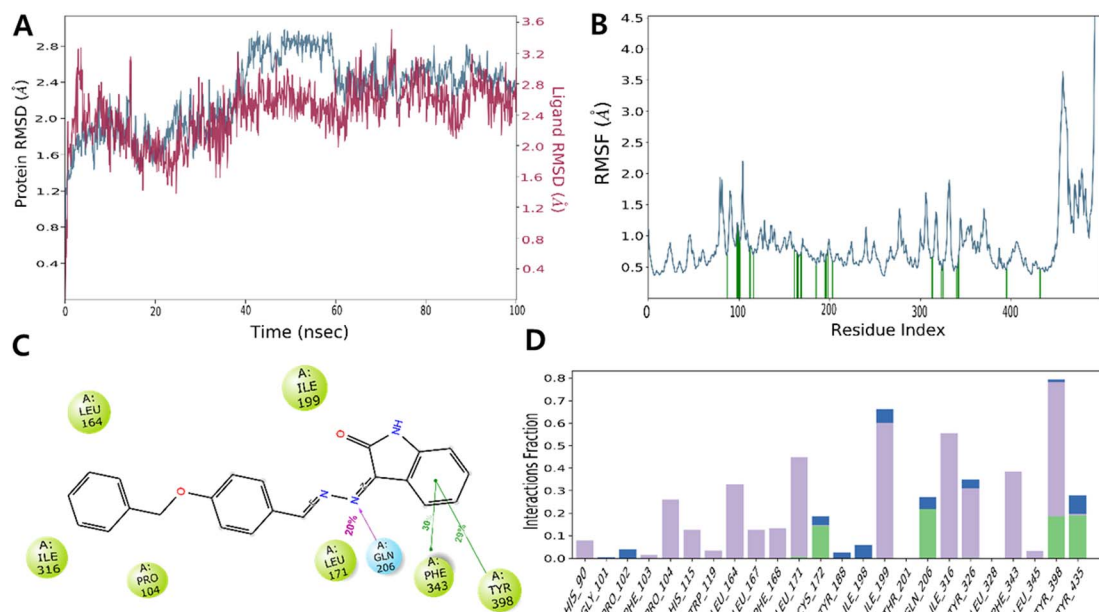 A
Protein RMSD (Å)
2.8
2.4
2.0
1.6
1.2
0.8
0.4
3.6
3.2
2.8
2.4
2.0
1.6
1.2
0.8
0.4
Ligand RMSD (Å)
0
20
40
60
80
100
Time (nsec)
B
RMSF (Å)
4.5
4.0
3.5
3.0
2.5
2.0
1.5
1.0
0.5
0
100
200
300
400
Residue Index
C
A:
LEU
164
A:
ILE
199
O
NH
O
N
N
20%
30
29%
A:
ILE
316
A:
PRO
104
A:
LEU
171
A:
GLN
206
A:
PHE
343
A:
TYR
398
D
Interactions Fraction
0.8
0.7
0.6
0.5
0.4
0.3
0.2
0.1
0.0
HIS_90
GLY_101
PRO_102
PHE_103
PRO_104
HIS_115
TRP_119
LEU_164
LEU_167
PHE_168
LEU_171
CYS_172
TYR_188
ILE_198
ILE_199
THR_201
GLN_206
ILE_316
TYR_326
LEU_328
PHE_343
LEU_345
TYR_398
TYR_435